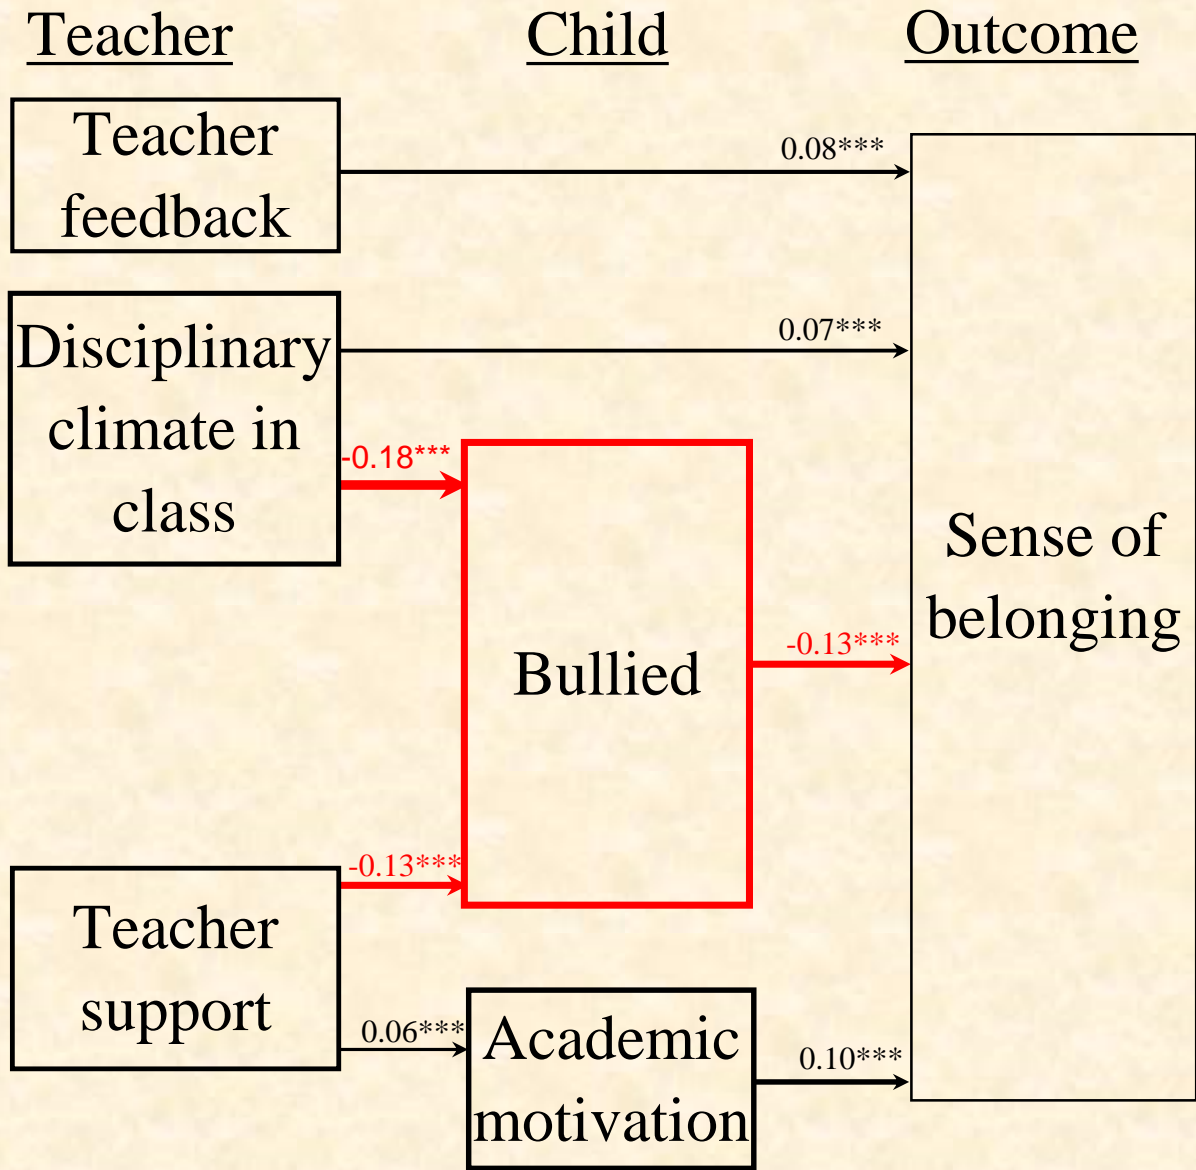 Teacher
Child
Outcome
Teacher
feedback
0.08***
Disciplinary
climate in
class
0.07***
-0.18***
Bullied
-0.13***
Sense of
belonging
Teacher
support
-0.13***
0.06***
Academic
motivation
0.10***